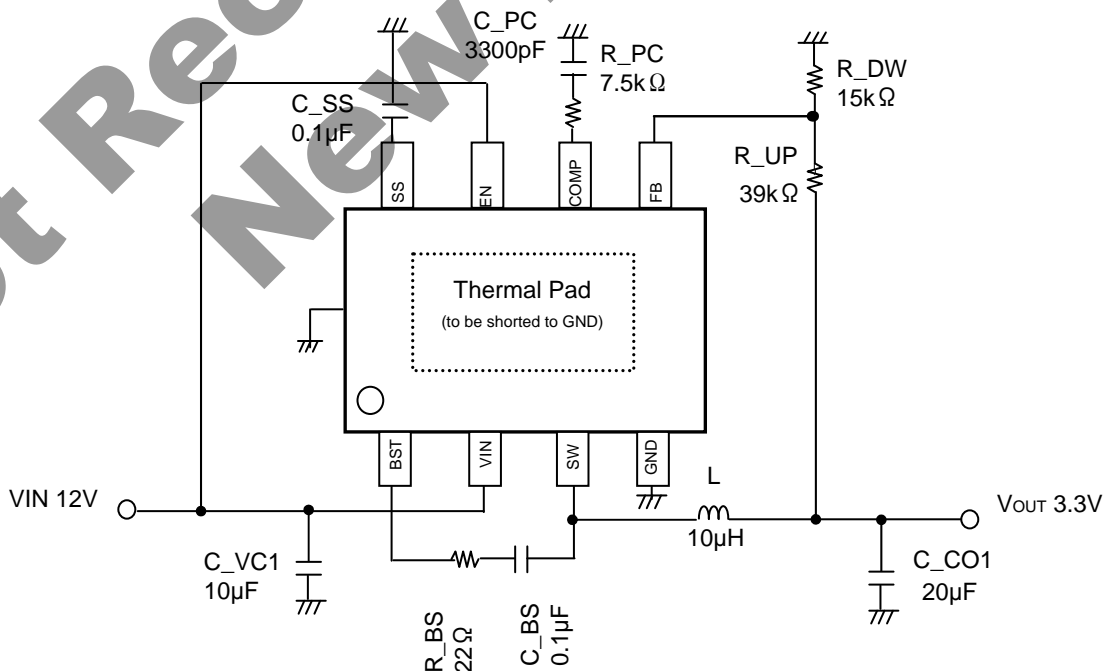 C_PC
3300pF
R_PC
7.5kΩ
R_DW
15kΩ
C_SS
0.1µF
R_UP
39kΩ
SS
EN
COMP
FB
Thermal Pad
(to be shorted to GND)
BST
VIN
SW
GND
VIN 12V
L
10µH
VOUT 3.3V
C_VC1
10µF
C_CO1
20µF
R_BS
22Ω
C_BS
0.1µF
New